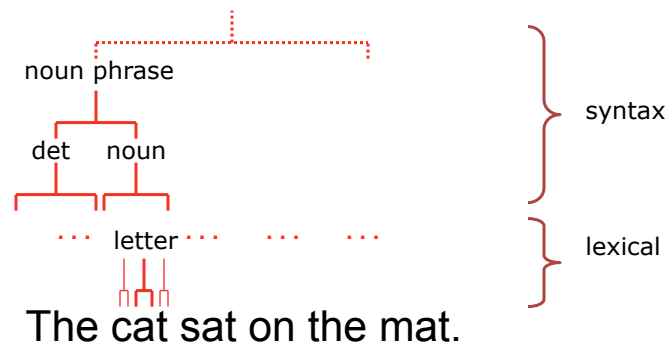 noun phrase
syntax
det noun
... letter ... ... ...
lexical
The cat sat on the mat.